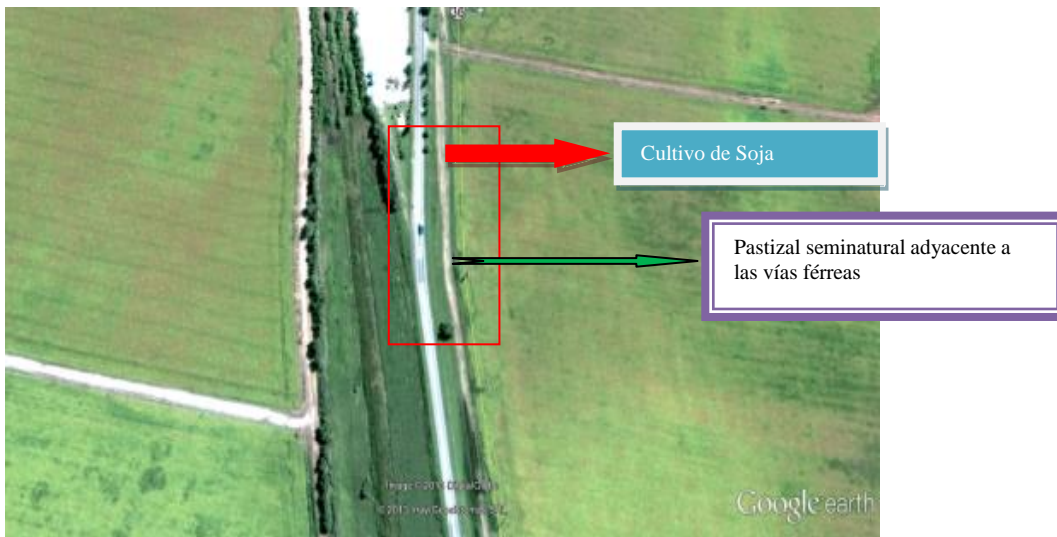 Cultivo de Soja
Pastizal seminatural adyacente a
las vías férreas
Google earth